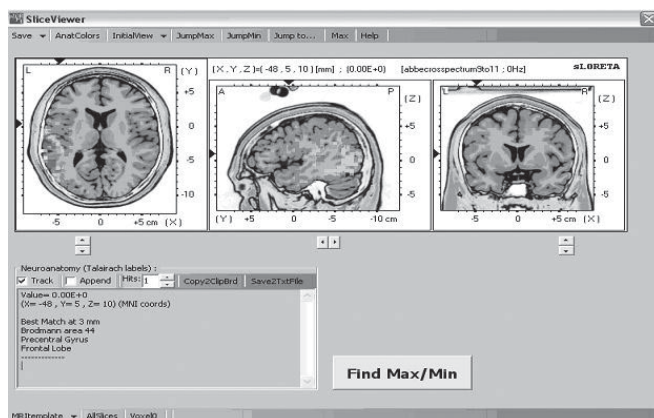 SliceViewer
Save AnatColors InitialView JumpMax JumpMin Jump to... Max Help
(X,Y,Z)=(-48,5,10)[mm] ; (0.00E+0) [abbecrosspectrum9to11 ; 0Hz] sLORETA
L R (Y) A P (Z) L R (Z)
+5 +5 +5
0 0 0
-5 -5 -5
-10
-5 0 +5 cm (X) (Y) +5 0 -5 -10 cm -5 0 +5 cm (X)
Neuroanatomy (Talairach labels) :
Track Append Hits: 1 Copy2ClipBrd Save2TxtFile
Value= 0.00E+0
(X= -48 , Y= 5 , Z= 10) (MNI coords)
Best Match at 3 mm
Brodmann area 44
Precentral Gyrus
Frontal Lobe
------------
Find Max/Min
MRItemplate AllSlices Voxel0